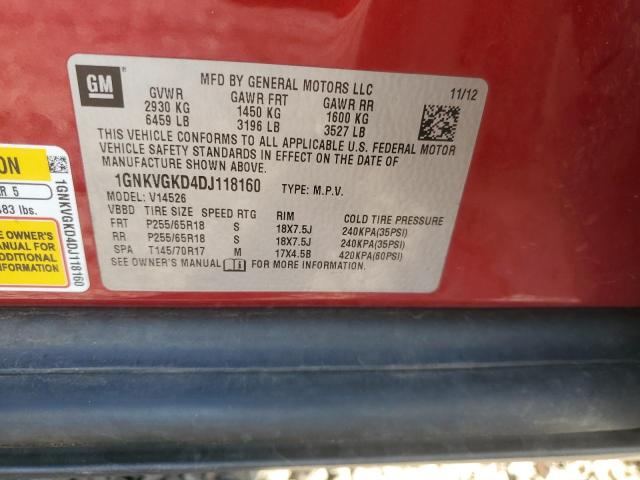 GM
MFD BY GENERAL MOTORS LLC
11/12
GVWR GAWR FRT GAWR RR
2930 KG 1450 KG 1600 KG
6459 LB 3196 LB 3527 LB
THIS VEHICLE CONFORMS TO ALL APPLICABLE U.S. FEDERAL MOTOR
VEHICLE SAFETY STANDARDS IN EFFECT ON THE DATE OF
MANUFACTURE SHOWN ABOVE.
1GNKVGKD4DJ118160 TYPE: M.P.V.
MODEL: V14526
VBBD TIRE SIZE SPEED RTG RIM COLD TIRE PRESSURE
FRT P255/65R18 S 18X7.5J 240KPA(35PSI)
RR P255/65R18 S 18X7.5J 240KPA(35PSI)
SPA T145/70R17 M 17X4.5B 420KPA(60PSI)
SEE OWNER'S MANUAL FOR MORE INFORMATION
ION
R 5
83 lbs.
E OWNER'S
MANUAL FOR
ADDITIONAL
INFORMATION
1GNKVGKD4DJ118160